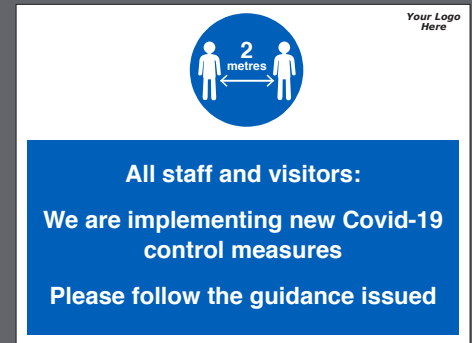 Your Logo
Here
2
metres
All staff and visitors:
We are implementing new Covid-19
control measures
Please follow the guidance issued